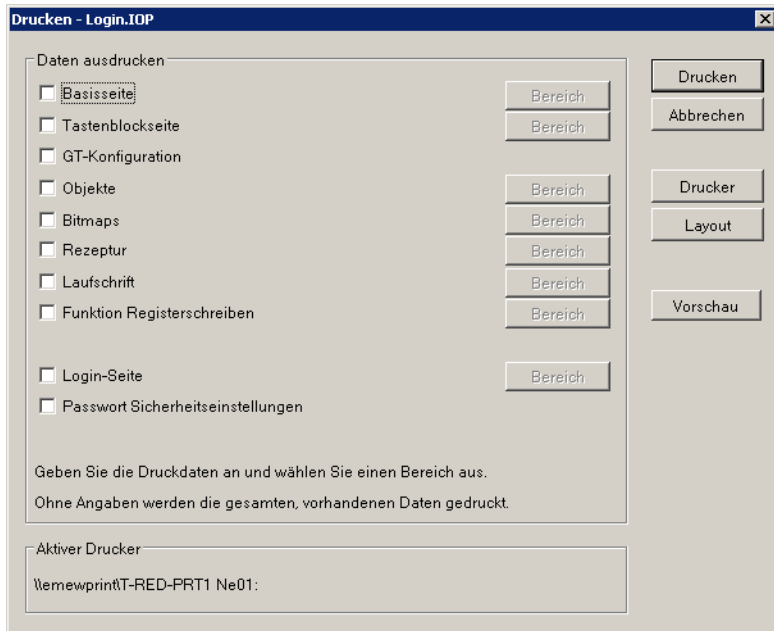 Drucken - Login.IOP
Daten ausdrucken
Basisseite Bereich
Tastenblockseite Bereich
GT-Konfiguration
Objekte Bereich
Bitmaps Bereich
Rezeptur Bereich
Laufschrift Bereich
Funktion Registerschreiben Bereich
Login-Seite Bereich
Passwort Sicherheitseinstellungen
Geben Sie die Druckdaten an und wählen Sie einen Bereich aus.
Ohne Angaben werden die gesamten, vorhandenen Daten gedruckt.
Aktiver Drucker
\\emewprint\T-RED-PRT1 Ne01:
Drucken
Abbrechen
Drucker
Layout
Vorschau